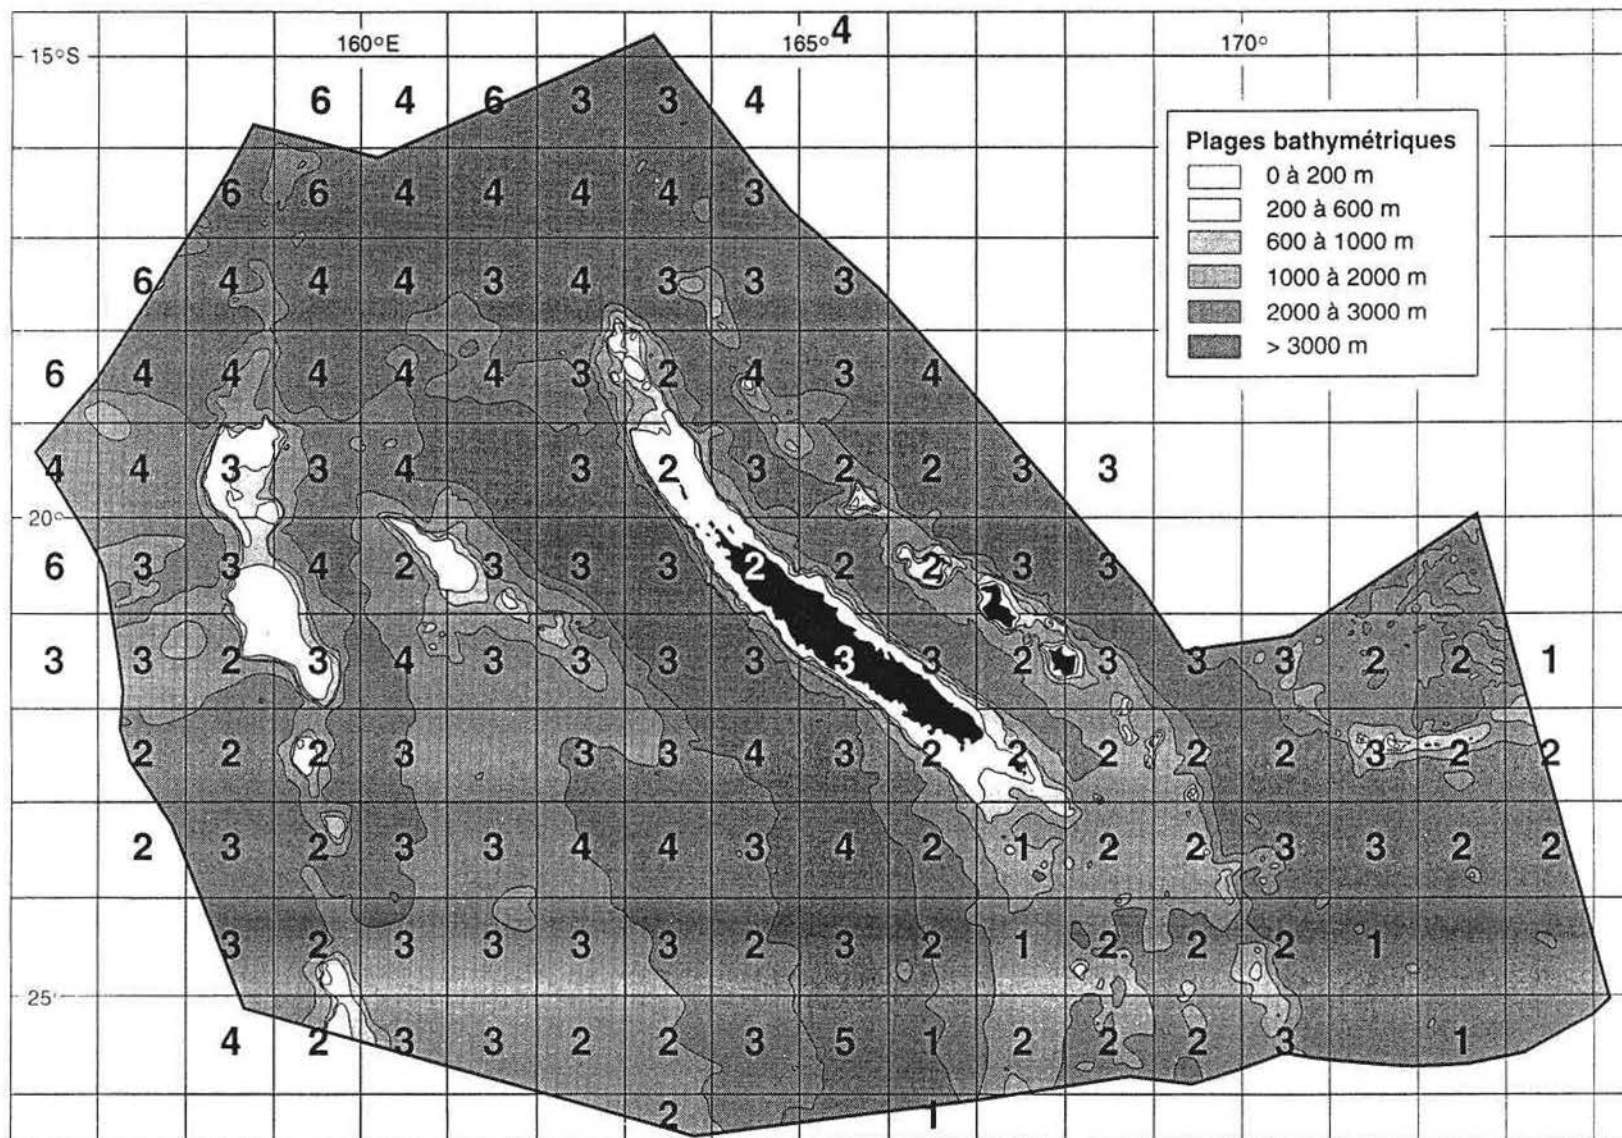 160°E 165° 4 170°
15°S
6 4 6 3 3 4
Plages bathymétriques
0 à 200 m
200 à 600 m
600 à 1000 m
1000 à 2000 m
2000 à 3000 m
> 3000 m
6 6 4 4 4 4 3
6 4 4 4 3 4 3 3 3
6 4 4 4 4 4 3 2 4 3 4
4 4 3 3 4 3 2 3 2 2 3 3
20°
6 3 3 4 2 3 3 3 2 2 2 3 3
3 3 2 3 4 3 3 3 3 3 3 2 3 3 3 2 2 1
2 2 2 3 3 3 4 3 2 2 2 2 2 3 2 2
2 3 2 3 3 4 4 3 4 2 1 2 2 3 3 2 2
3 2 3 3 3 3 2 3 2 1 2 2 2 1
25°
4 2 3 3 2 2 3 5 1 2 2 2 3 1
2 1